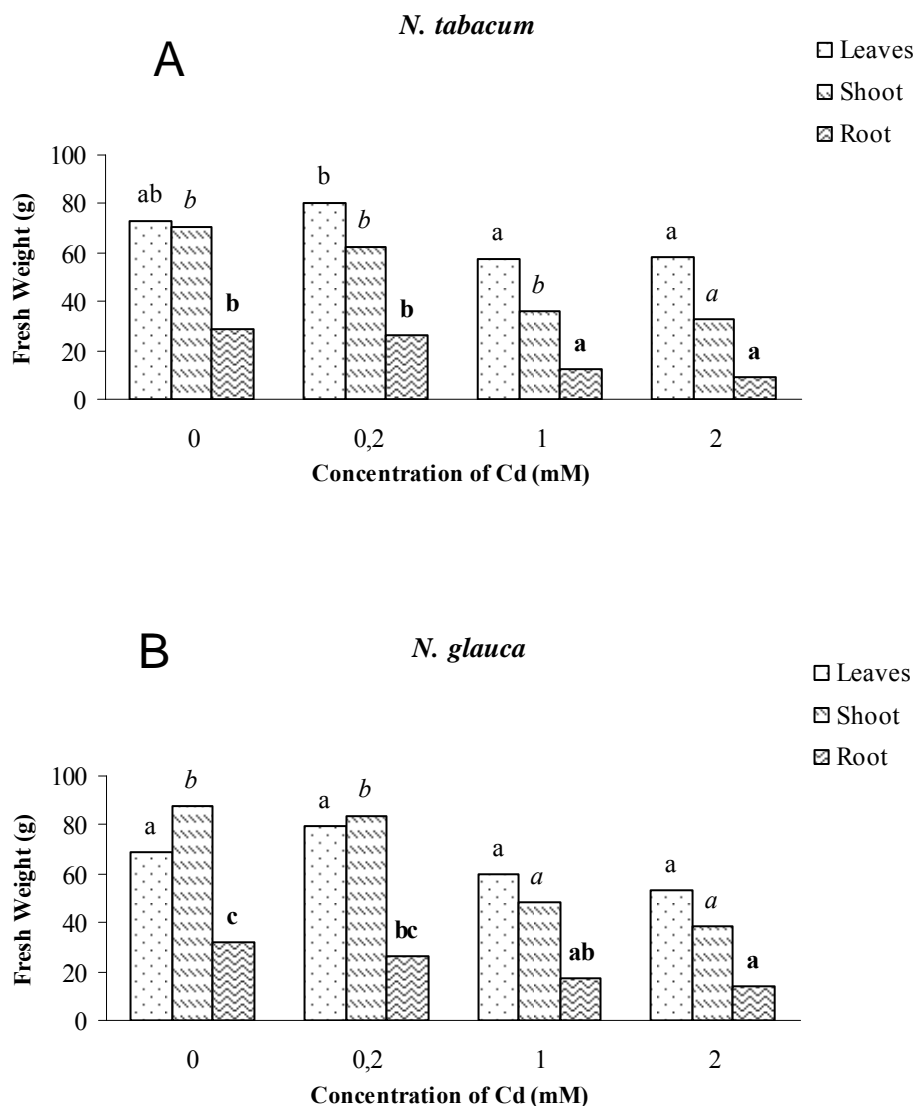 N. tabacum
A
Leaves
Shoot
Root
100
80
60
40
20
0
Fresh Weight (g)
ab b b
b b b
a b a
a a a
0 0,2 1 2
Concentration of Cd (mM)
N. glauca
B
Leaves
Shoot
Root
100
80
60
40
20
0
Fresh Weight (g)
a b c
a b bc
a a ab
a a a
0 0,2 1 2
Concentration of Cd (mM)